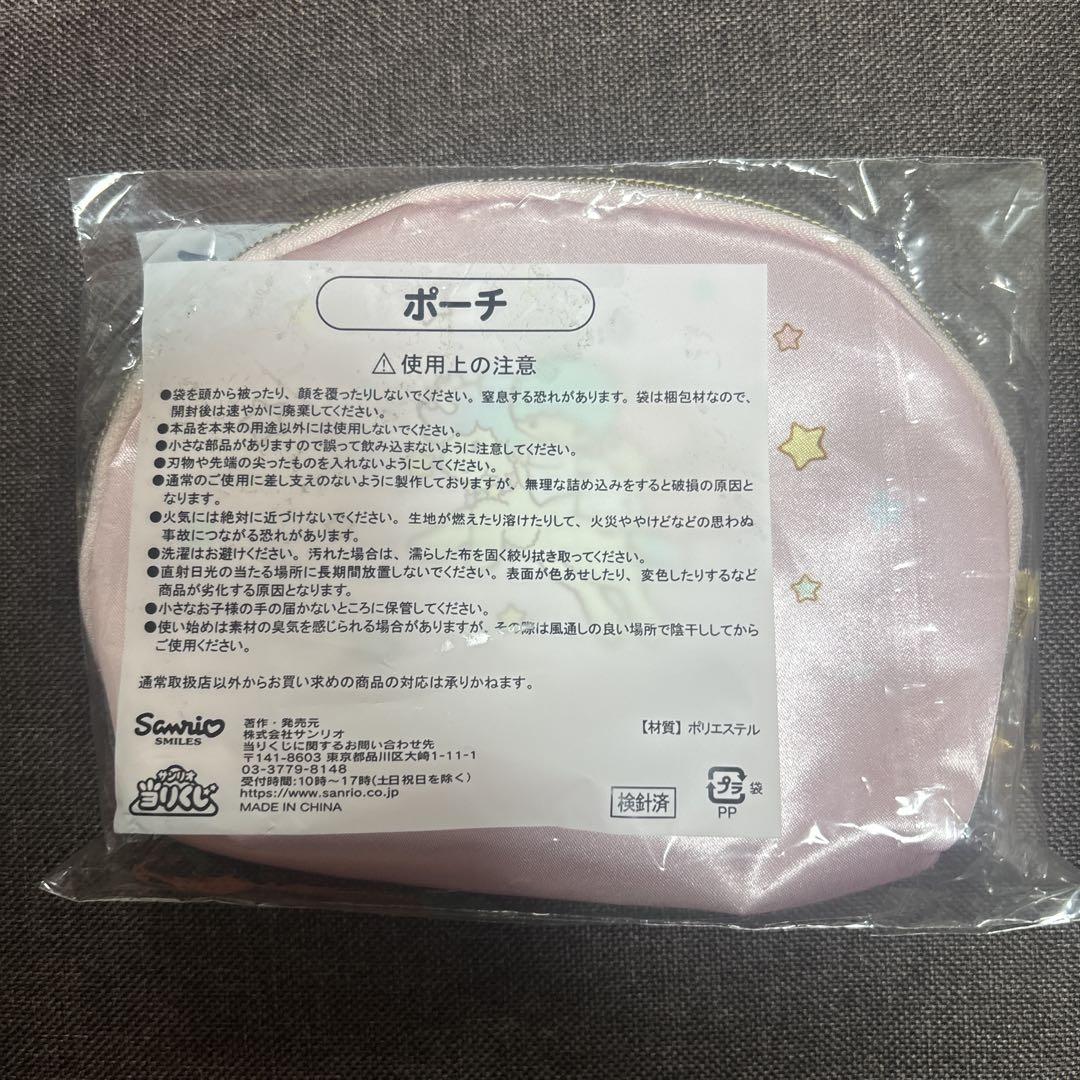 ポーチ
⚠使用上の注意
●袋を頭から被ったり、顔を覆ったりしないでください。窒息する恐れがあります。袋は梱包材なので、
開封後は速やかに廃棄してください。
●本品を本来の用途以外には使用しないでください。
●小さな部品がありますので誤って飲み込まないように注意してください。
●刃物や先端の尖ったものを入れないようにしてください。
●通常のご使用に差し支えのないように製作しておりますが、無理な詰め込みをすると破損の原因と
なります。
●火気には絶対に近づけないでください。生地が燃えたり溶けたりして、火災ややけどなどの思わぬ
事故につながる恐れがあります。
●洗濯はお避けください。汚れた場合は、濡らした布を固く絞り拭き取ってください。
●直射日光の当たる場所に長期間放置しないでください。表面が色あせしたり、変色したりするなど
商品が劣化する原因となります。
●小さなお子様の手の届かないところに保管してください。
●使い始めは素材の臭気を感じられる場合がありますが、その際は風通しの良い場所で陰干ししてから
ご使用ください。
通常取扱店以外からお買い求めの商品の対応は承りかねます。
Sanrio
SMILES
サンリオ
当りくじ
著作・発売元
株式会社サンリオ
当りくじに関するお問い合わせ先
〒141-8603 東京都品川区大崎1-11-1
03-3779-8148
受付時間:10時〜17時(土日祝日を除く)
https://www.sanrio.co.jp
MADE IN CHINA
【材質】ポリエステル
検針済
プラ 袋
PP